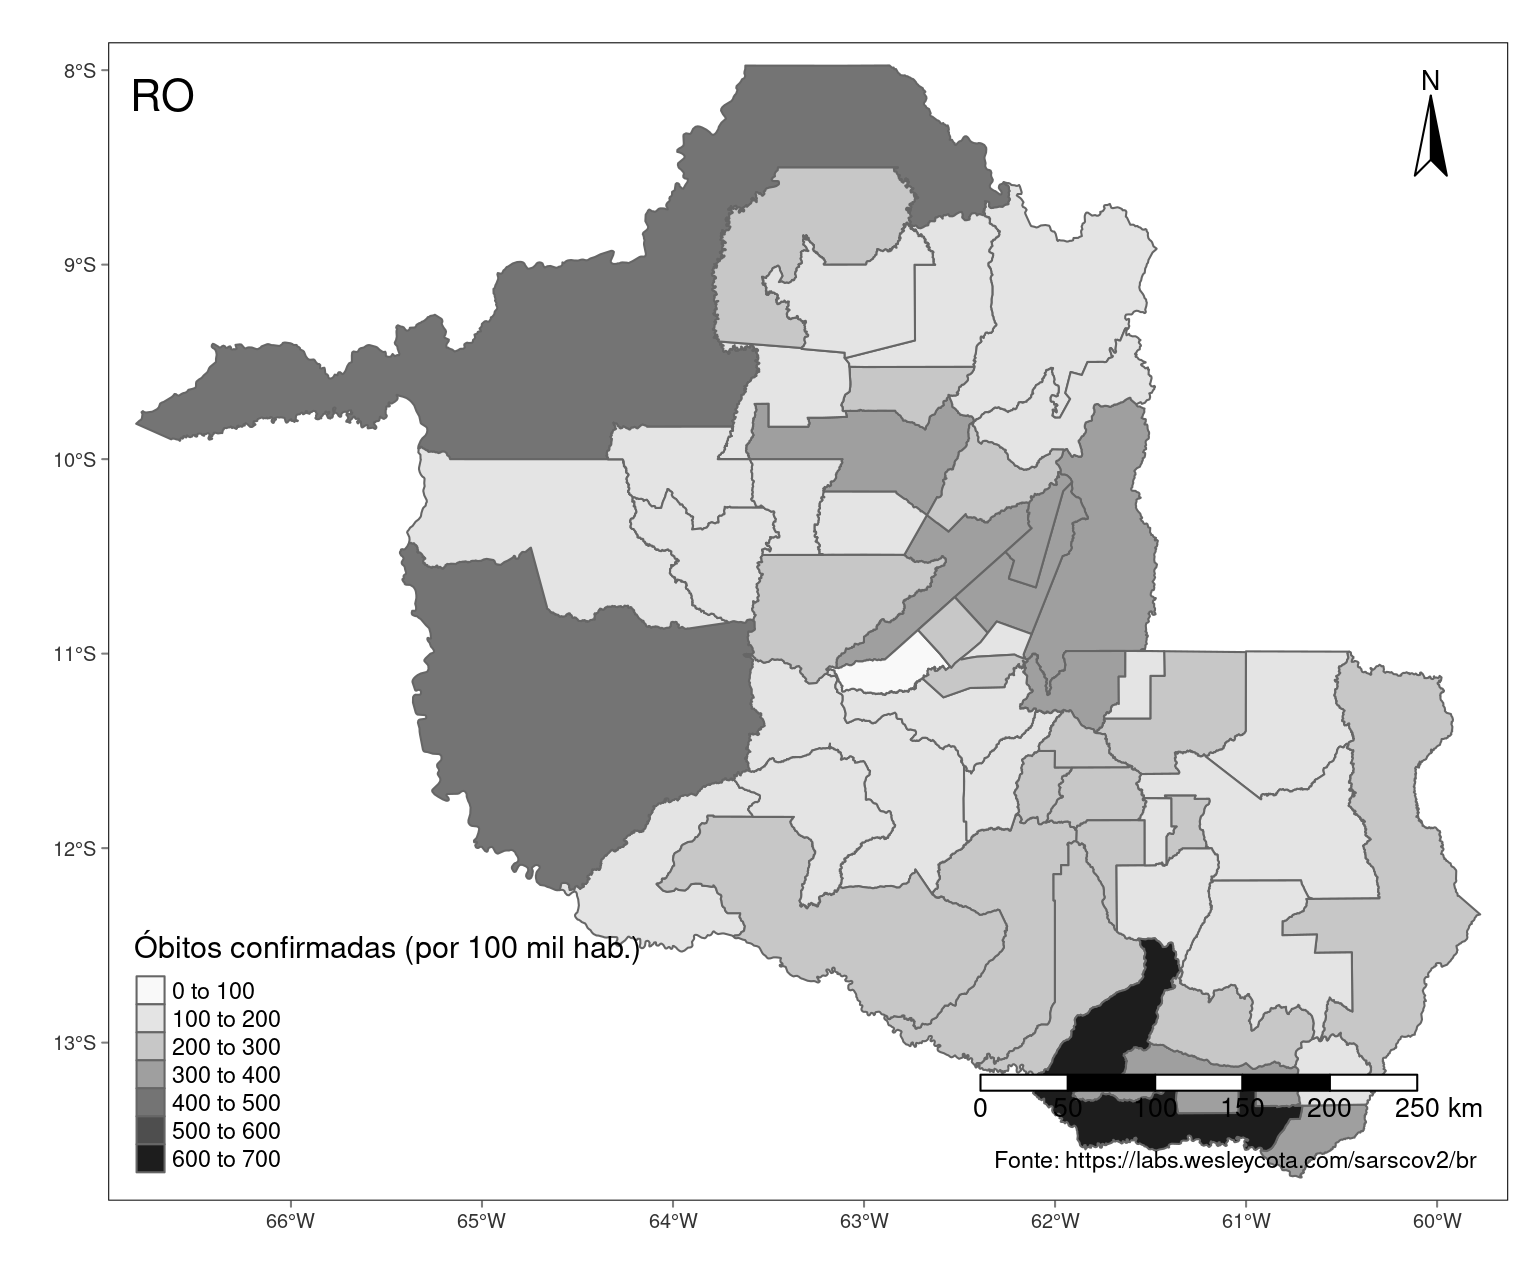 RO
N
8°S
9°S
10°S
11°S
12°S
13°S
Óbitos confirmadas (por 100 mil hab.)
0 to 100
100 to 200
200 to 300
300 to 400
400 to 500
500 to 600
600 to 700
0 50 100 150 200 250 km
Fonte: https://labs.wesleycota.com/sarscov2/br
66°W 65°W 64°W 63°W 62°W 61°W 60°W